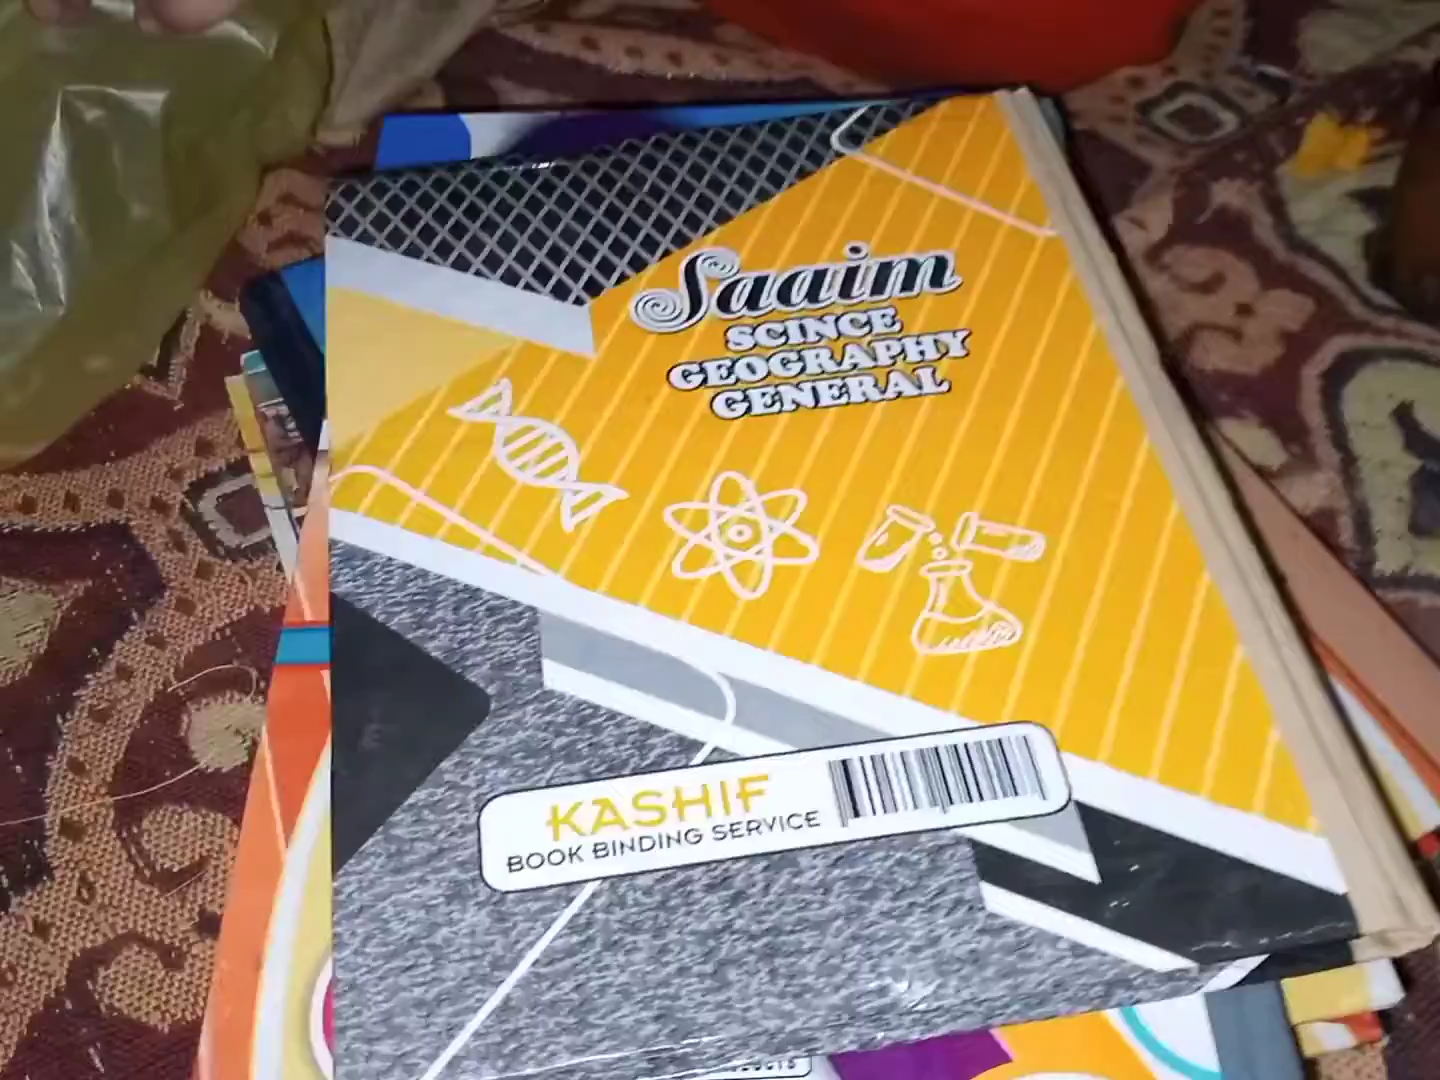 Saaim
SCINCE
GEOGRAPHY
GENERAL
KASHIF
BOOK BINDING SERVICE